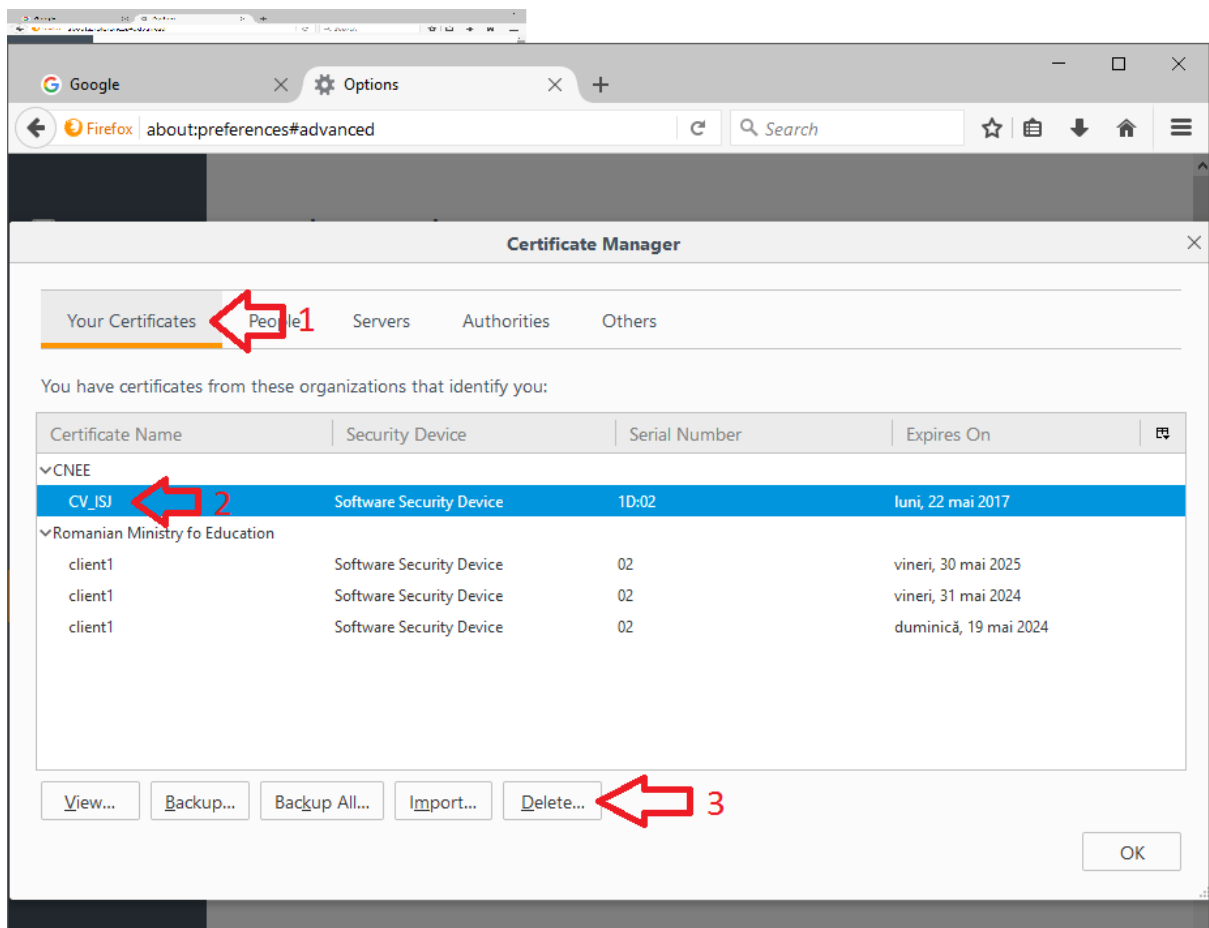 Google
Options
Firefox about:preferences#advanced Search
Certificate Manager
Your Certificates 1 People Servers Authorities Others
You have certificates from these organizations that identify you:
Certificate Name Security Device Serial Number Expires On
CNEE
CV_ISJ 2 Software Security Device 1D:02 luni, 22 mai 2017
Romanian Ministry fo Education
client1 Software Security Device 02 vineri, 30 mai 2025
client1 Software Security Device 02 vineri, 31 mai 2024
client1 Software Security Device 02 duminică, 19 mai 2024
View... Backup... Backup All... Import... Delete... 3
OK